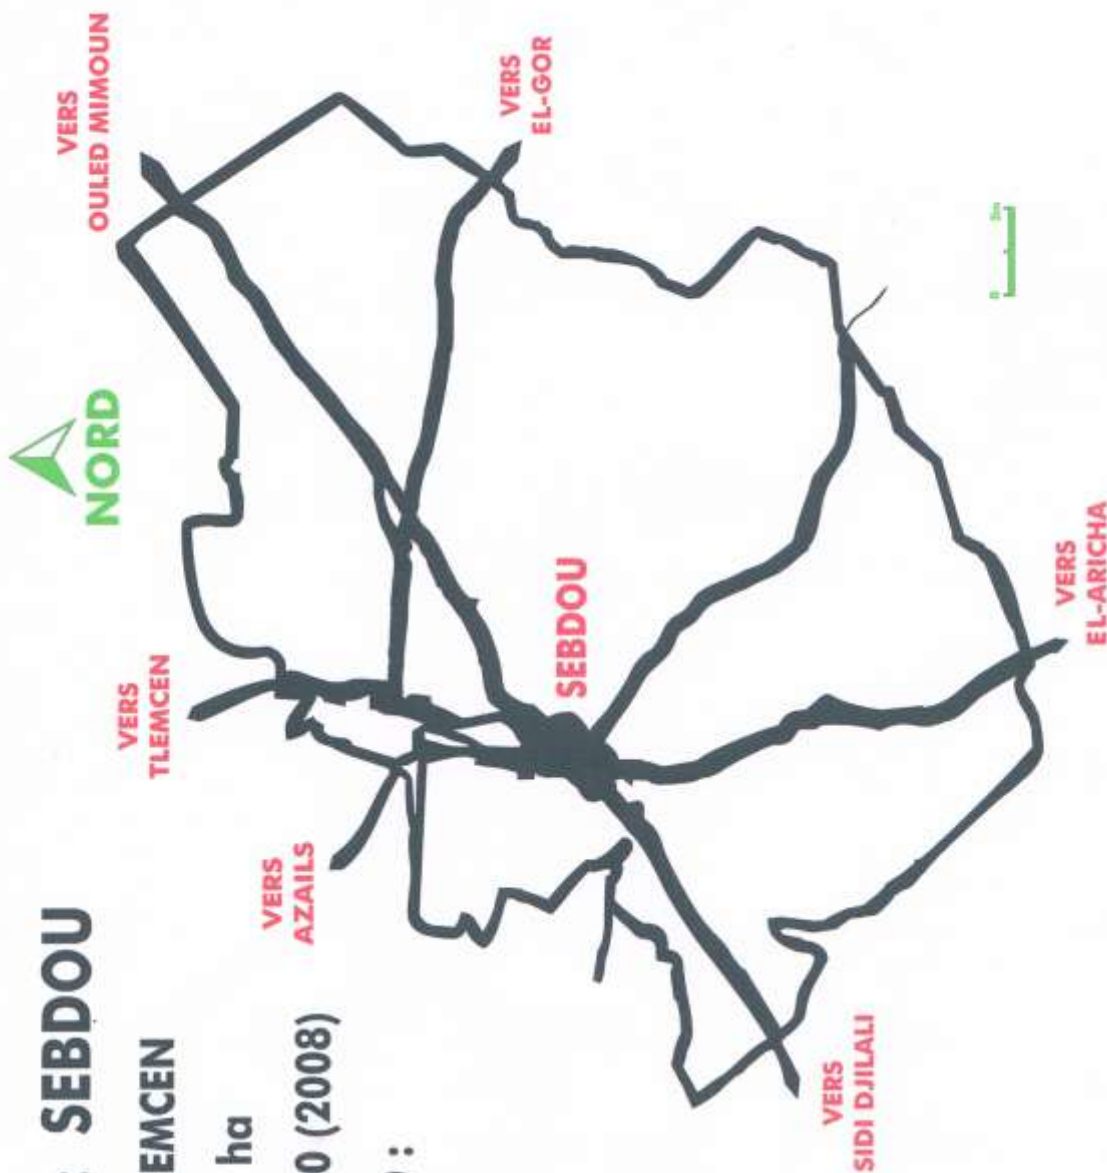 SEBDOU
EMCEN
ha
0 (2008)
:
NORD
VERS
TLEMCEN
VERS
OULED MIMOUN
VERS
AZAILS
VERS
EL-GOR
SEBDOU
VERS
SIDI DJILALI
VERS
EL-ARICHA
0